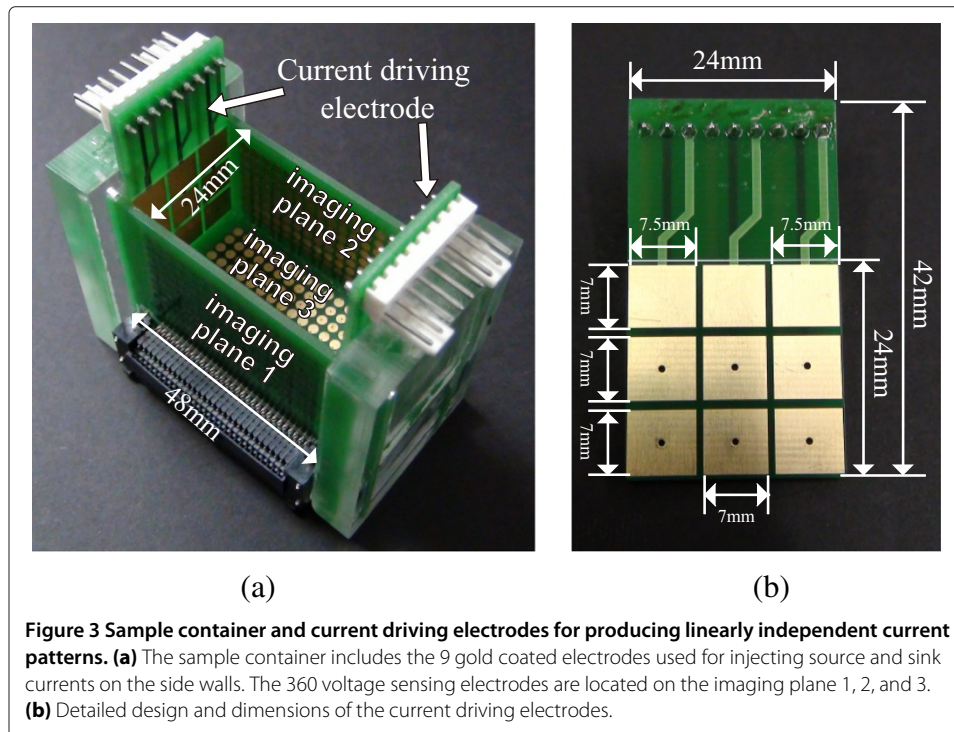 Current driving
electrode
24mm
imaging
plane 2
imaging
plane 3
imaging
plane 1
48mm
(a)
24mm
7.5mm
7.5mm
7mm
7mm
7mm
7mm
24mm
42mm
(b)
Figure 3 Sample container and current driving electrodes for producing linearly independent current
patterns. (a) The sample container includes the 9 gold coated electrodes used for injecting source and sink
currents on the side walls. The 360 voltage sensing electrodes are located on the imaging plane 1, 2, and 3.
(b) Detailed design and dimensions of the current driving electrodes.